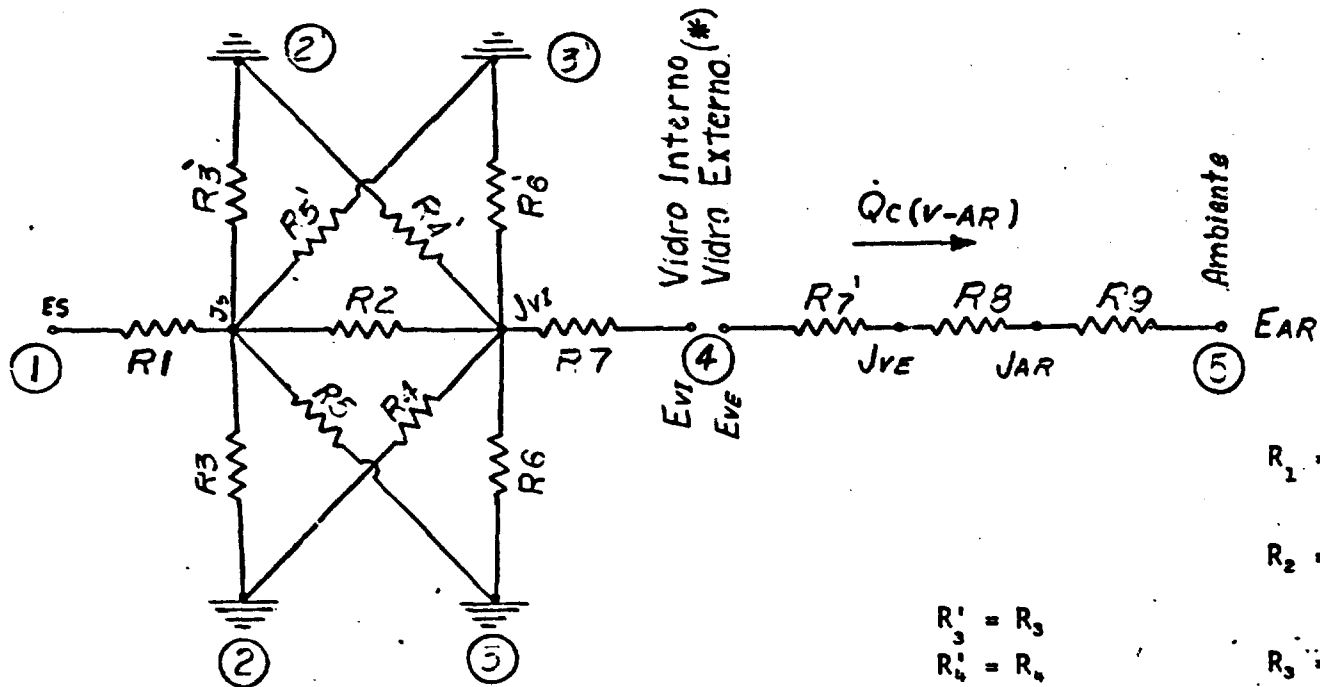 2'
3'
Vidro Interno (*)
Vidro Externo.
Ambiente
R3'
R5'
R4'
R6'
Q̇c(V-AR)
ES
Js
R2
JVI
R7'
R8
R9
1
R1
R7
4
JVE
JAR
5
EAR
EVI
EVE
R3
R5
R4
R6
R₁ =
R₂ =
R₃' = R₃
R₄' = R₄
R₃ =
2
3